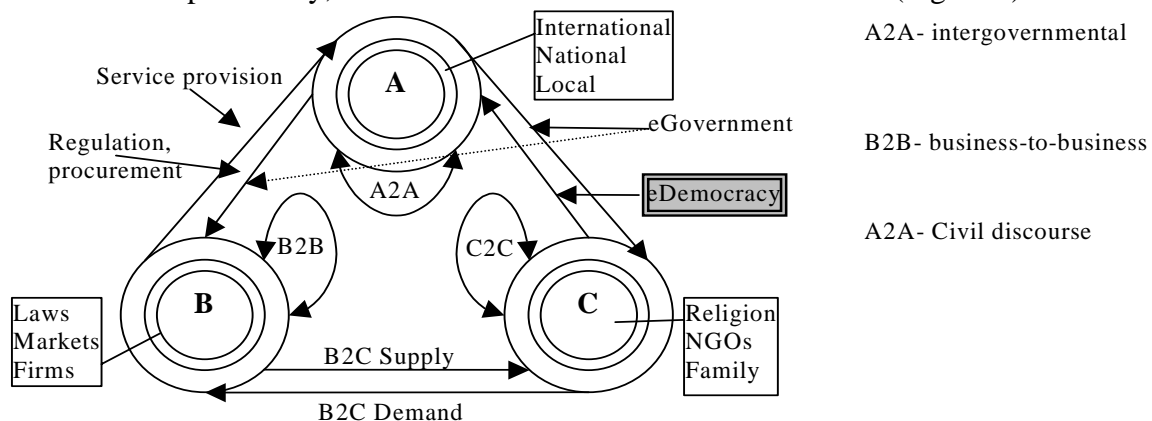 International
National
Local
A2A- intergovernmental
A
Service provision
eGovernment
Regulation,
procurement
B2B- business-to-business
A2A
eDemocracy
B2B
C2C
A2A- Civil discourse
B
C
Laws
Markets
Firms
Religion
NGOs
Family
B2C Supply
B2C Demand